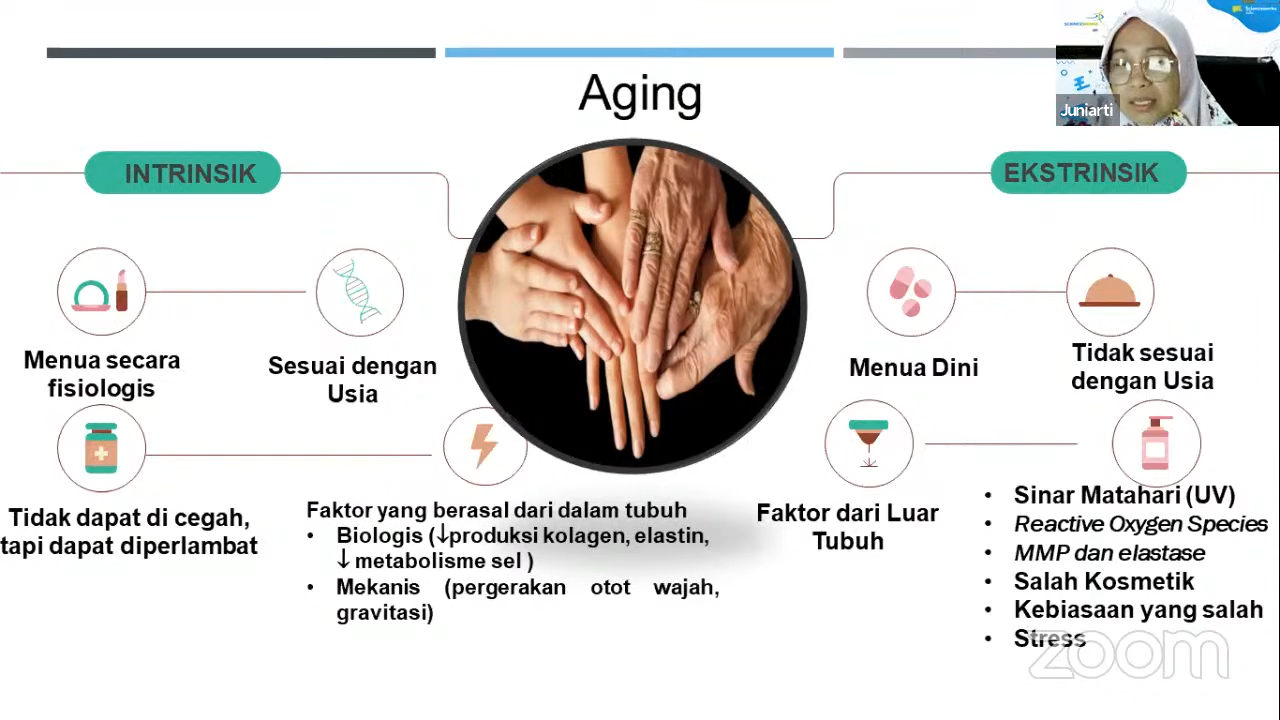 Aging
Juniarti
INTRINSIK
EKSTRINSIK
Menua secara
fisiologis
Sesuai dengan
Usia
Menua Dini
Tidak sesuai
dengan Usia
Tidak dapat di cegah,
tapi dapat diperlambat
Faktor yang berasal dari dalam tubuh
• Biologis (↓produksi kolagen, elastin,
↓ metabolisme sel )
• Mekanis (pergerakan otot wajah,
gravitasi)
Faktor dari Luar
Tubuh
• Sinar Matahari (UV)
• Reactive Oxygen Species
• MMP dan elastase
• Salah Kosmetik
• Kebiasaan yang salah
• Stress
zoom